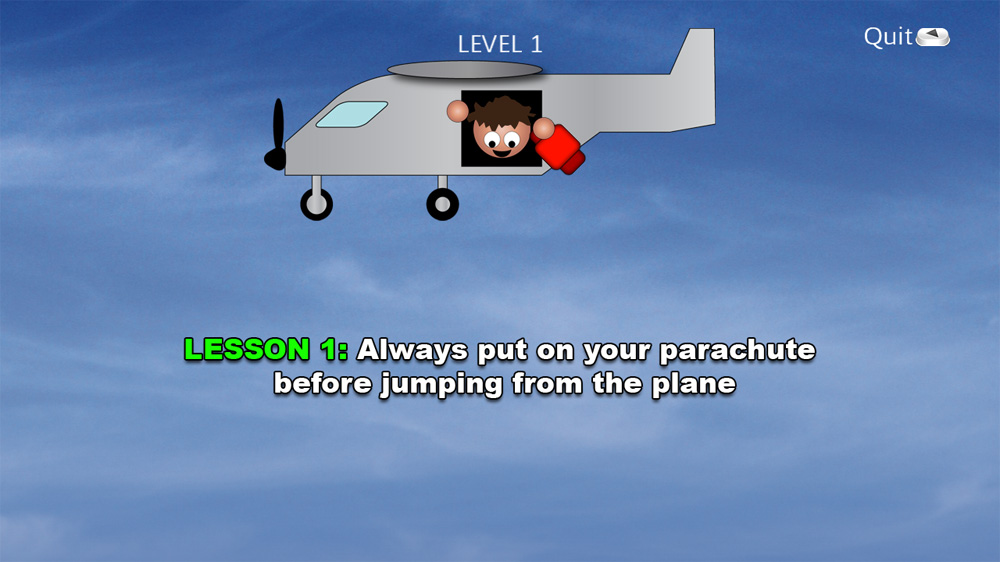 LEVEL 1
Quit
LESSON 1: Always put on your parachute
before jumping from the plane